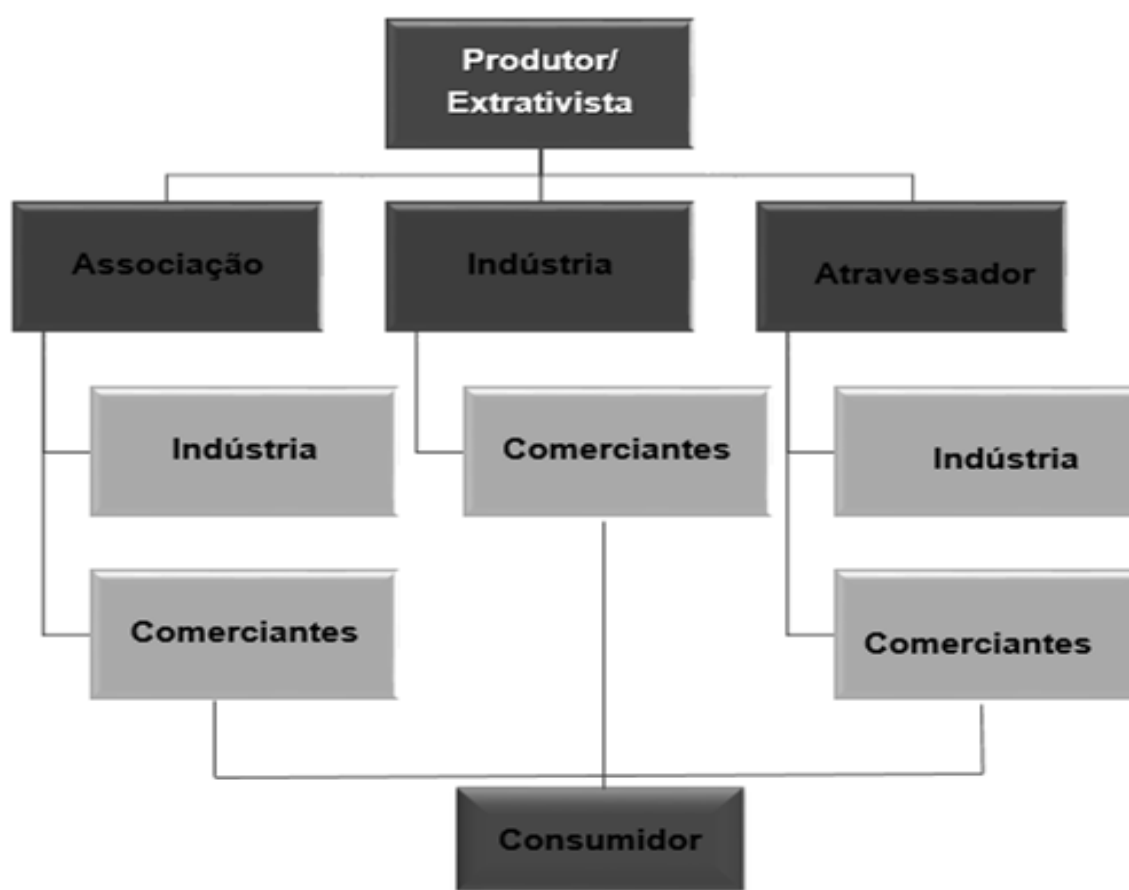 Produtor/
Extrativista
Associação
Indústria
Atravessador
Indústria
Comerciantes
Indústria
Comerciantes
Comerciantes
Consumidor